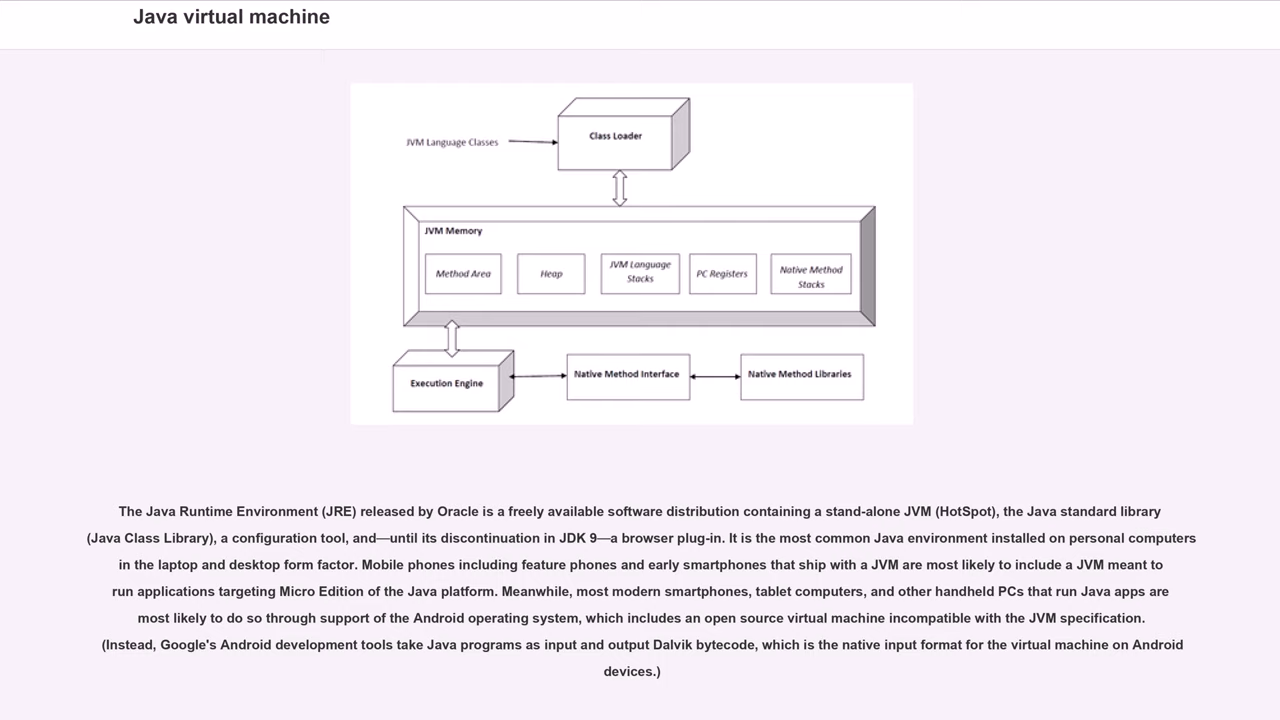 Java virtual machine
Class Loader
JVM Language Classes
JVM Memory
Method Area
Heap
JVM Language
Stacks
PC Registers
Native Method
Stacks
Execution Engine
Native Method Interface
Native Method Libraries
The Java Runtime Environment (JRE) released by Oracle is a freely available software distribution containing a stand-alone JVM (HotSpot), the Java standard library
(Java Class Library), a configuration tool, and—until its discontinuation in JDK 9—a browser plug-in. It is the most common Java environment installed on personal computers
in the laptop and desktop form factor. Mobile phones including feature phones and early smartphones that ship with a JVM are most likely to include a JVM meant to
run applications targeting Micro Edition of the Java platform. Meanwhile, most modern smartphones, tablet computers, and other handheld PCs that run Java apps are
most likely to do so through support of the Android operating system, which includes an open source virtual machine incompatible with the JVM specification.
(Instead, Google's Android development tools take Java programs as input and output Dalvik bytecode, which is the native input format for the virtual machine on Android
devices.)